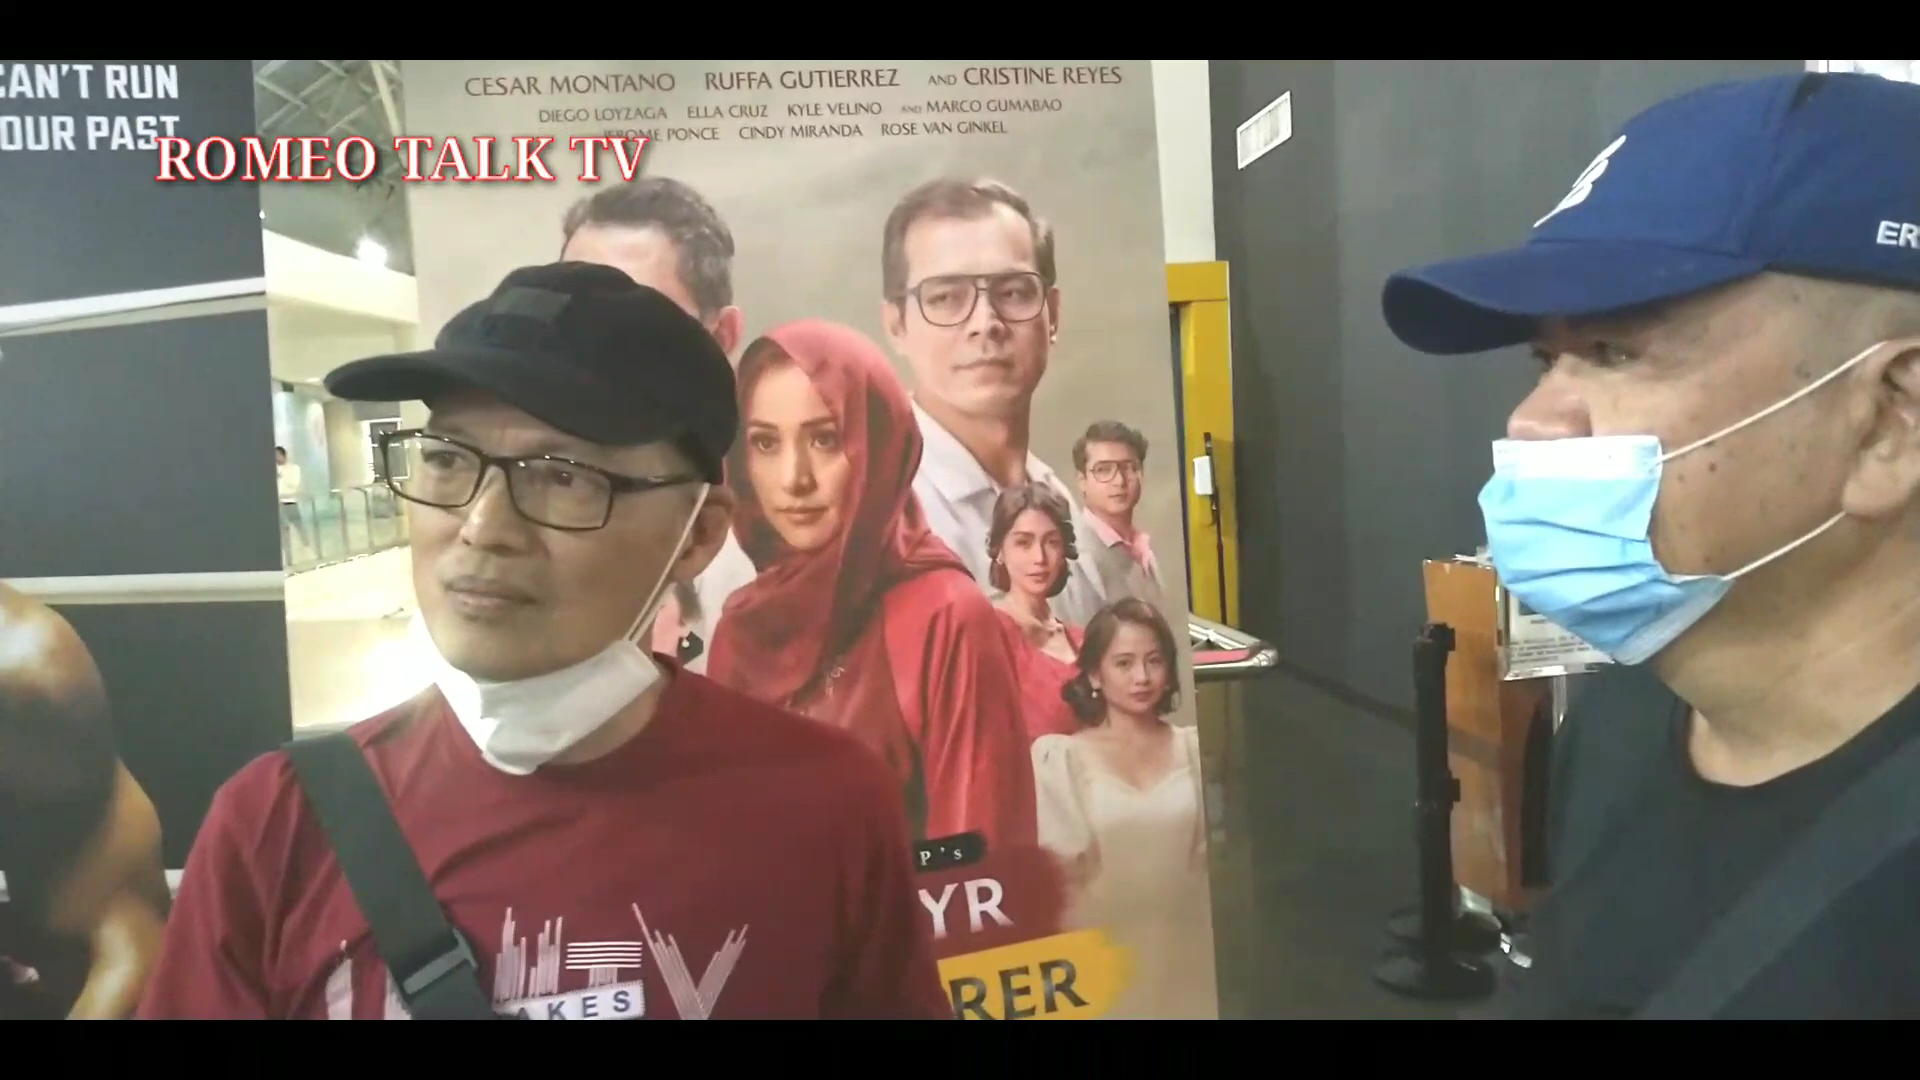 CAN'T RUN
OUR PAST
ROMEO TALK TV
CESAR MONTANO RUFFA GUTIERREZ AND CRISTINE REYES
DIEGO LOYZAGA ELLA CRUZ KYLE VELINO AND MARCO GUMABAO
JEROME PONCE CINDY MIRANDA ROSE VAN GINKEL
ER
P's
YR
RER
AKES